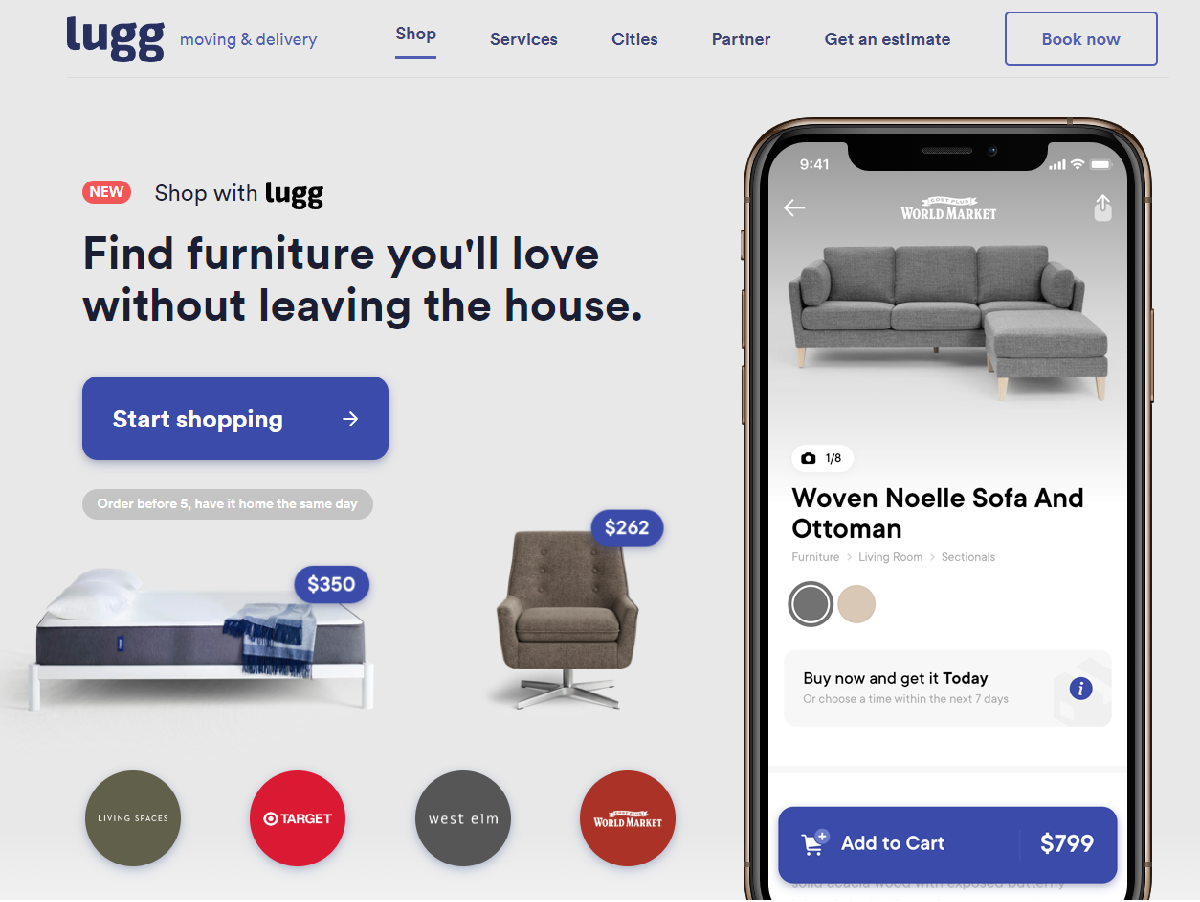 lugg moving & delivery
Shop
Services
Cities
Partner
Get an estimate
Book now
NEW Shop with lugg
Find furniture you'll love
without leaving the house.
Start shopping
Order before 5, have it home the same day
$350
$262
LIVING SPACES
TARGET
west elm
COST PLUS
WORLD MARKET
9:41
COST PLUS
WORLD MARKET
1/8
Woven Noelle Sofa And
Ottoman
Furniture > Living Room > Sectionals
Buy now and get it Today
Or choose a time within the next 7 days
i
Add to Cart
$799
solid acacia wood with exposed butterfly